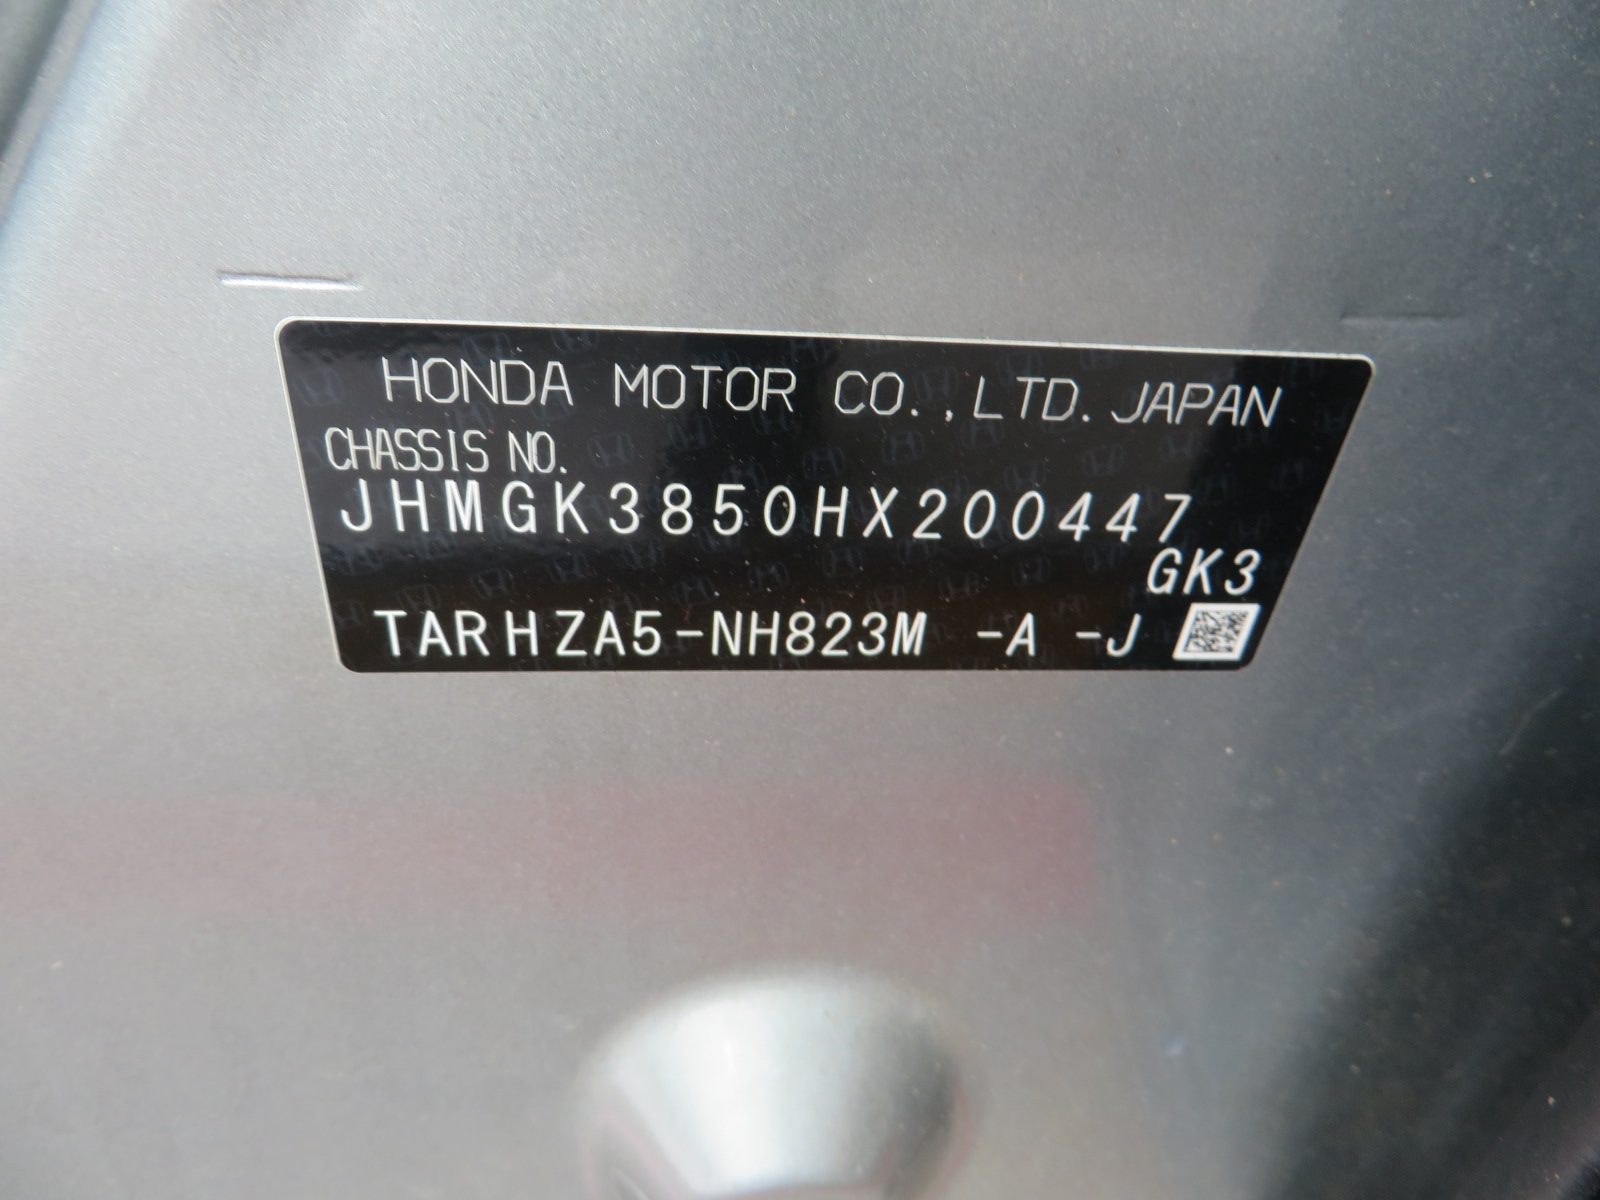 HONDA MOTOR CO.,LTD. JAPAN
CHASSIS NO.
JHMGK3850HX200447
GK3
TARHZA5-NH823M -A -J